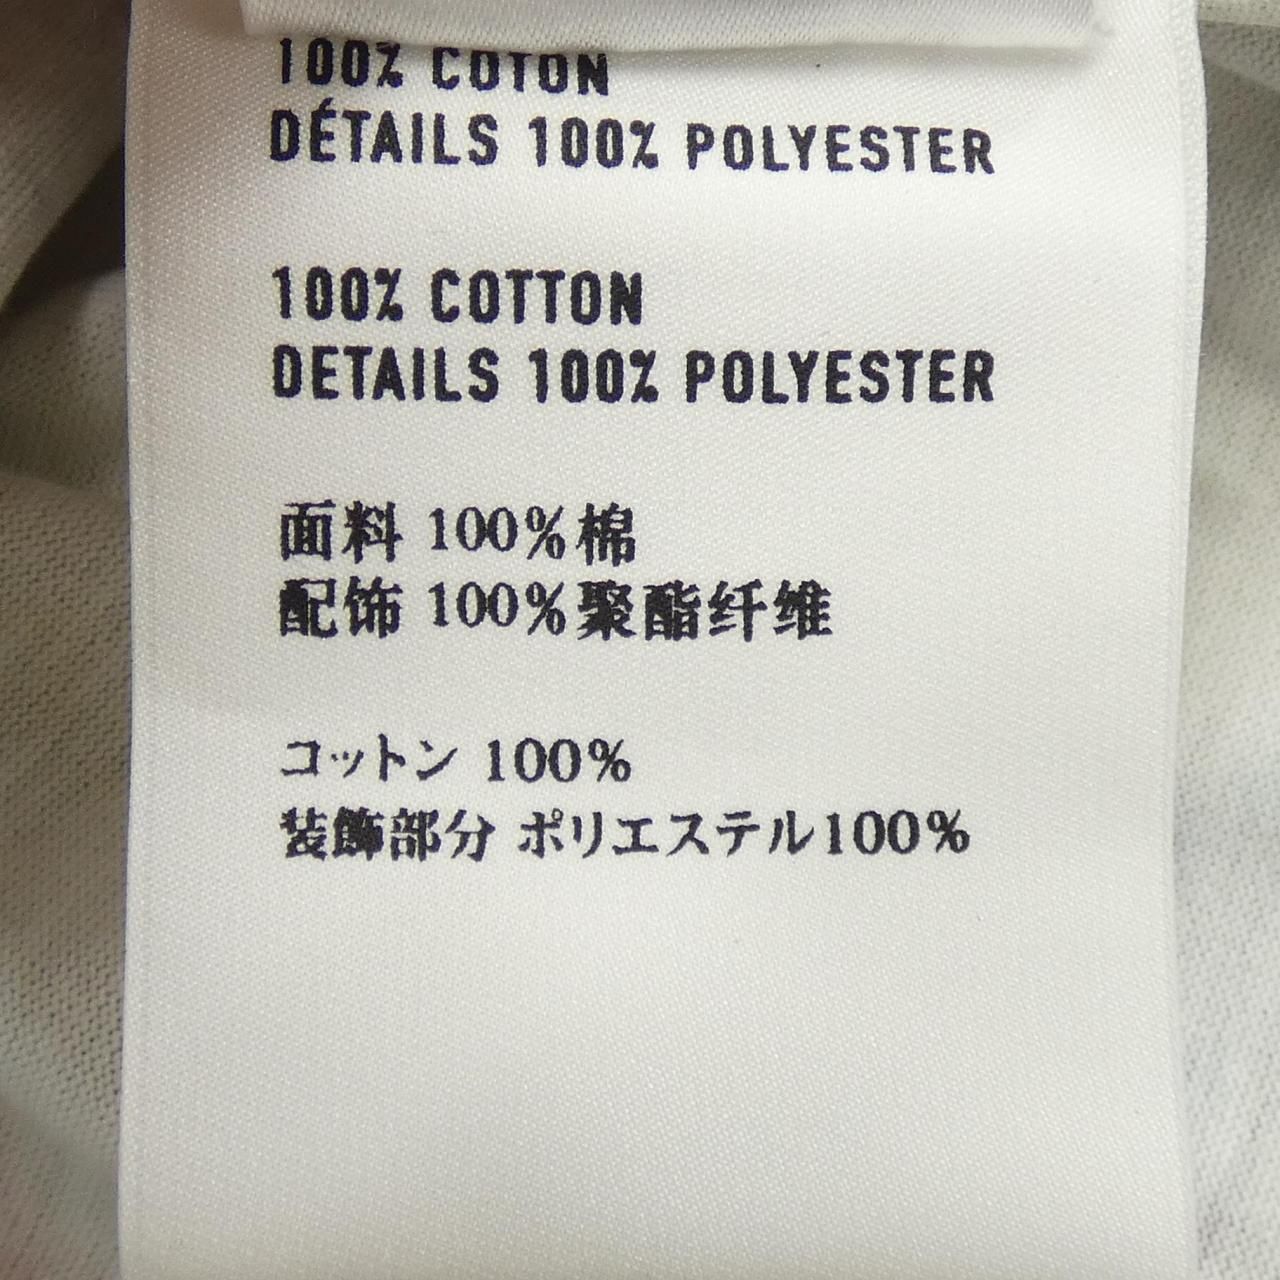 100% COTON
DÉTAILS 100% POLYESTER
100% COTTON
DETAILS 100% POLYESTER
面料 100%棉
配饰 100%聚酯纤维
コットン 100%
装飾部分 ポリエステル100%